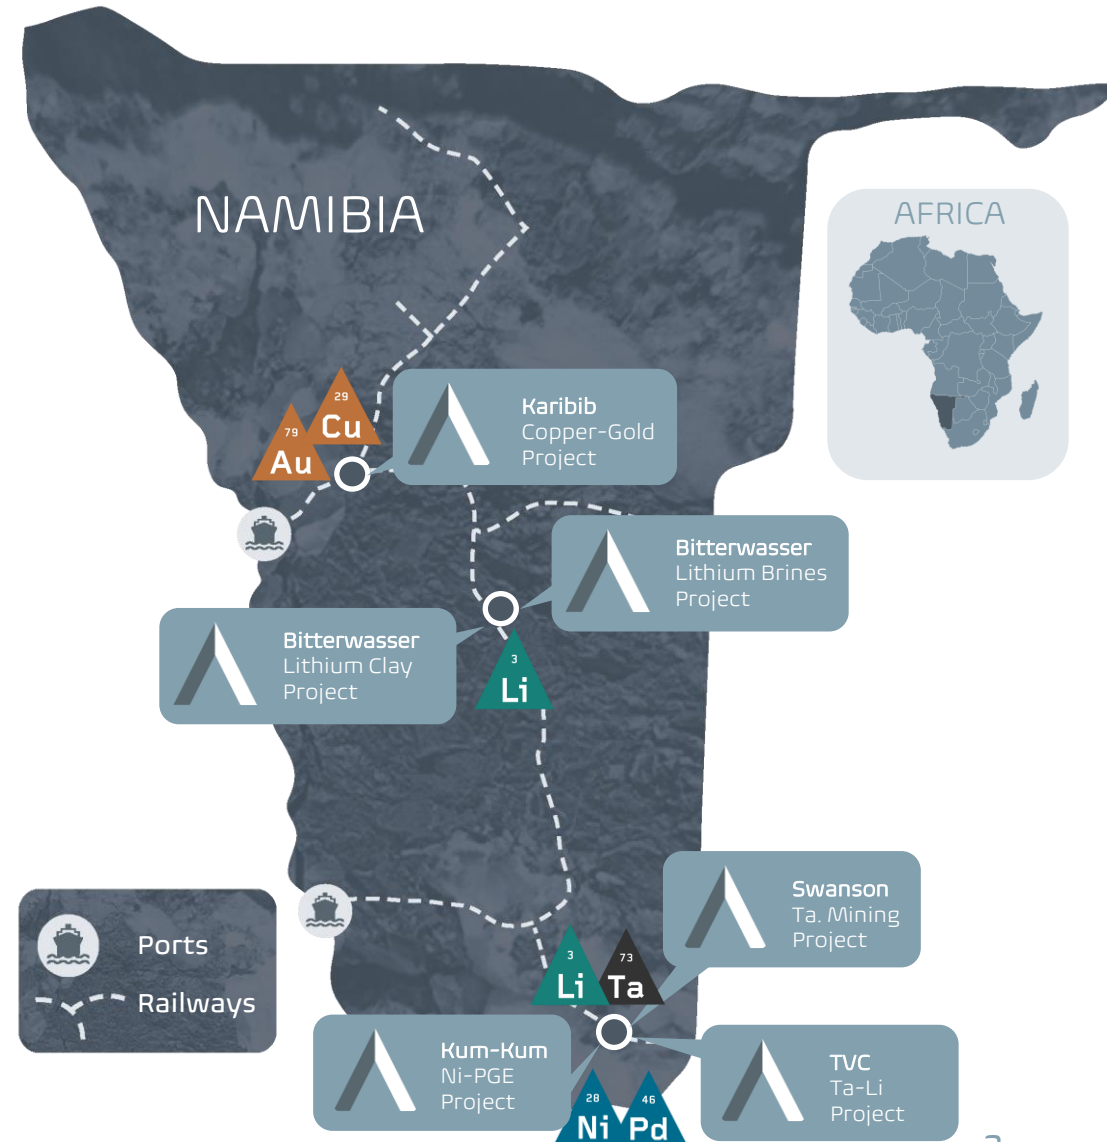 NAMIBIA
AFRICA
29
Cu
79
Au
Karibib
Copper-Gold
Project
Bitterwasser
Lithium Brines
Project
Bitterwasser
Lithium Clay
Project
3
Li
Swanson
Ta. Mining
Project
3
Li
73
Ta
Ports
Railways
Kum-Kum
Ni-PGE
Project
TVC
Ta-Li
Project
28
Ni
46
Pd